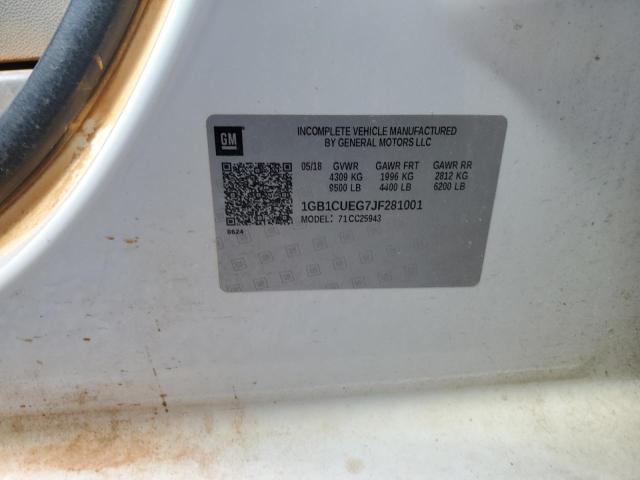 GM
INCOMPLETE VEHICLE MANUFACTURED
BY GENERAL MOTORS LLC
05/18 GVWR GAWR FRT GAWR RR
4309 KG 1996 KG 2812 KG
9500 LB 4400 LB 6200 LB
1GB1CUEG7JF281001
MODEL: 71CC25943
8624